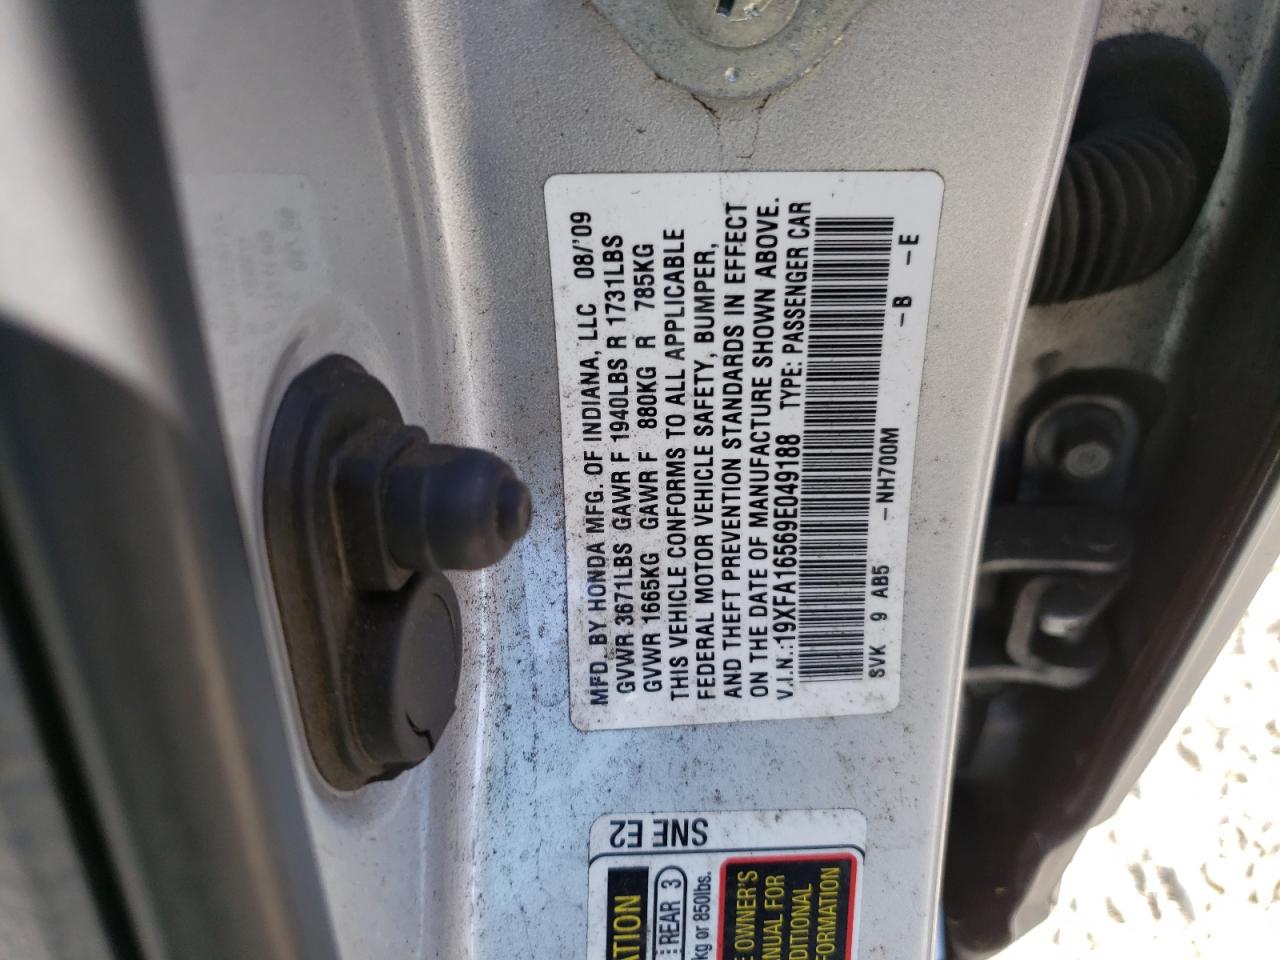 MFD. BY HONDA MFG. OF INDIANA, LLC 08/'09
GVWR 3671LBS GAWR F 1940LBS R 1731LBS
GVWR 1665KG GAWR F 880KG R 785KG
THIS VEHICLE CONFORMS TO ALL APPLICABLE
FEDERAL MOTOR VEHICLE SAFETY, BUMPER,
AND THEFT PREVENTION STANDARDS IN EFFECT
ON THE DATE OF MANUFACTURE SHOWN ABOVE.
V.I.N.:19XFA16569E049188 TYPE: PASSENGER CAR
SVK 9 AB5 -NH700M -B -E
SNE E2
REAR 3
kg or 850lbs.
OWNER'S
FOR